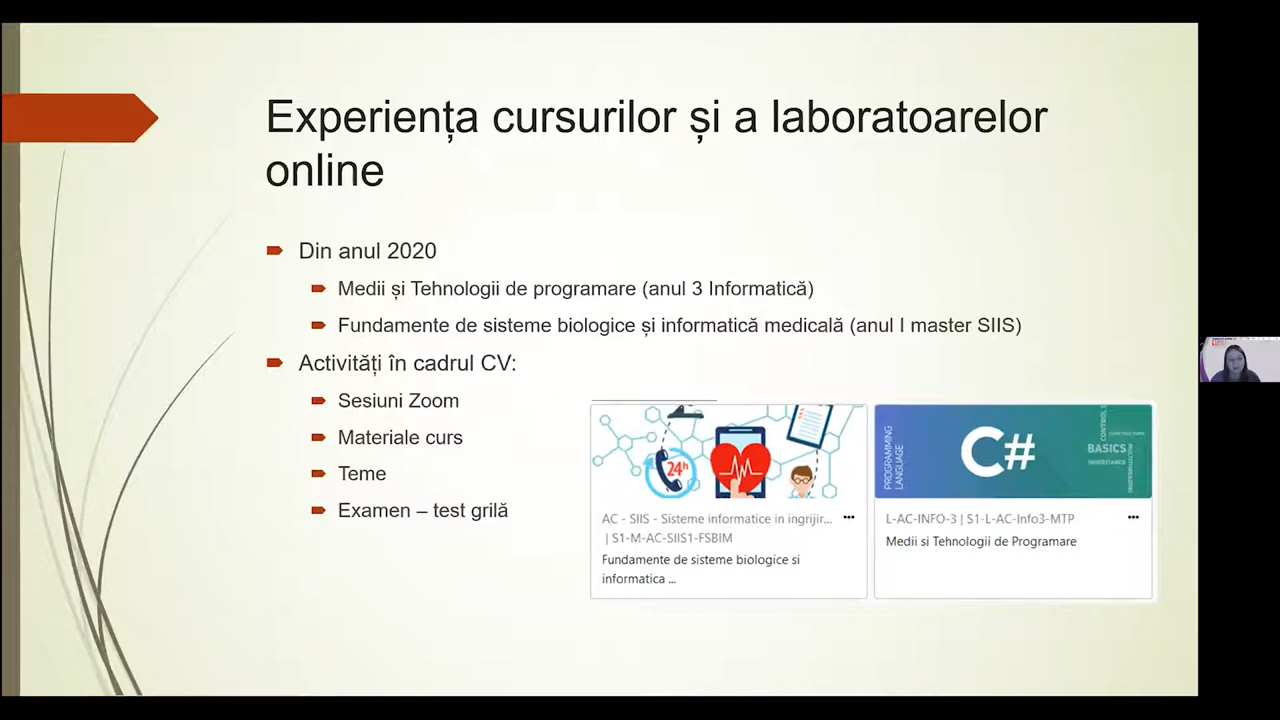 Experiența cursurilor și a laboratoarelor
online
Din anul 2020
Medii și Tehnologii de programare (anul 3 Informatică)
Fundamente de sisteme biologice și informatică medicală (anul I master SIIS)
Activități în cadrul CV:
Sesiuni Zoom
Materiale curs
Teme
Examen – test grilă
24h
AC - SIIS - Sisteme informatice in ingrijir...
| S1-M-AC-SIIS1-FSBIM
Fundamente de sisteme biologice si
informatica ...
PROGRAMMING
LANGUAGE
C#
BASICS
INHERITANCE
L-AC-INFO-3 | S1-L-AC-Info3-MTP
Medii si Tehnologii de Programare